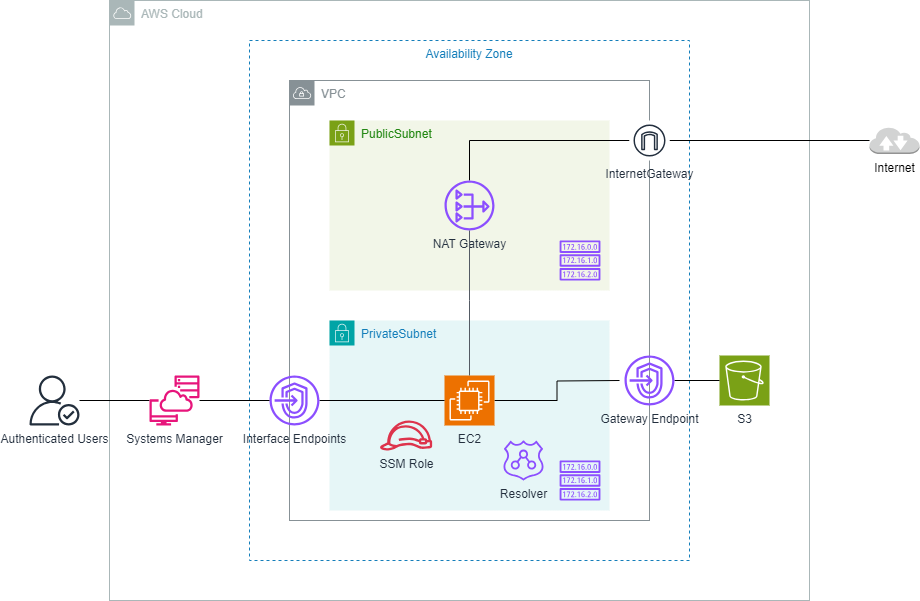 AWS Cloud
Availability Zone
VPC
PublicSubnet
InternetGateway
Internet
NAT Gateway
172.16.0.0
172.16.1.0
172.16.2.0
PrivateSubnet
Authenticated Users
Systems Manager
Interface Endpoints
EC2
Gateway Endpoint
S3
SSM Role
Resolver
172.16.0.0
172.16.1.0
172.16.2.0